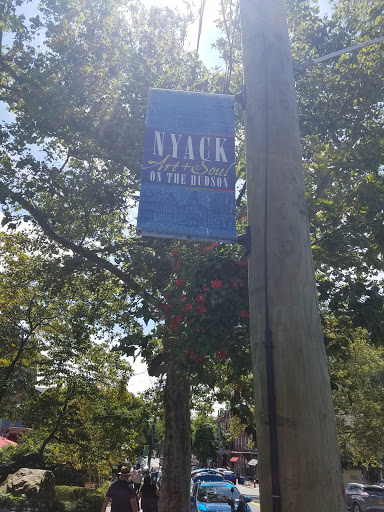 NYACK
Art + Soul
ON THE HUDSON